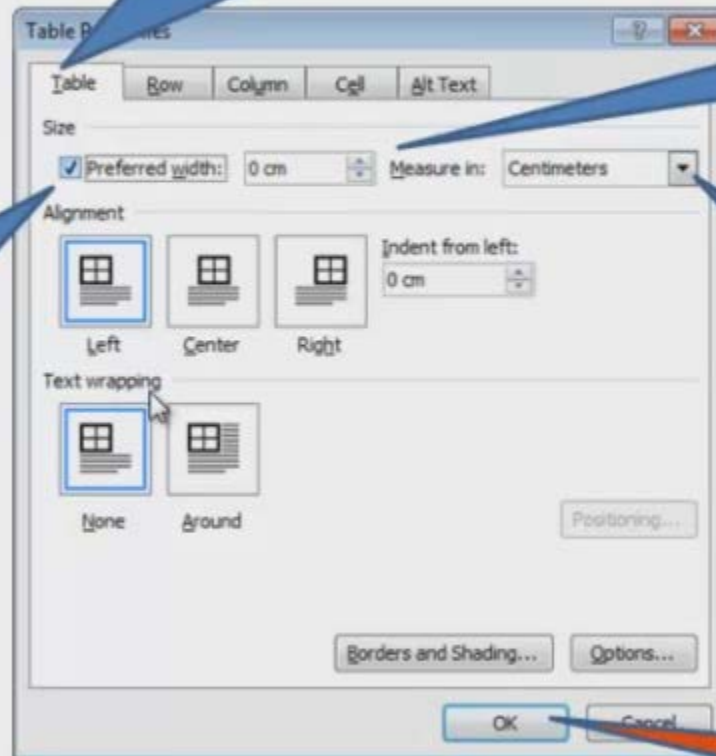 Table
Table Row Column Cell Alt Text
Size
Preferred width: 0 cm Measure in: Centimeters
Alignment
Indent from left:
0 cm
Left Center Right
Text wrapping
None Around
Positioning...
Borders and Shading... Options...
OK Cancel